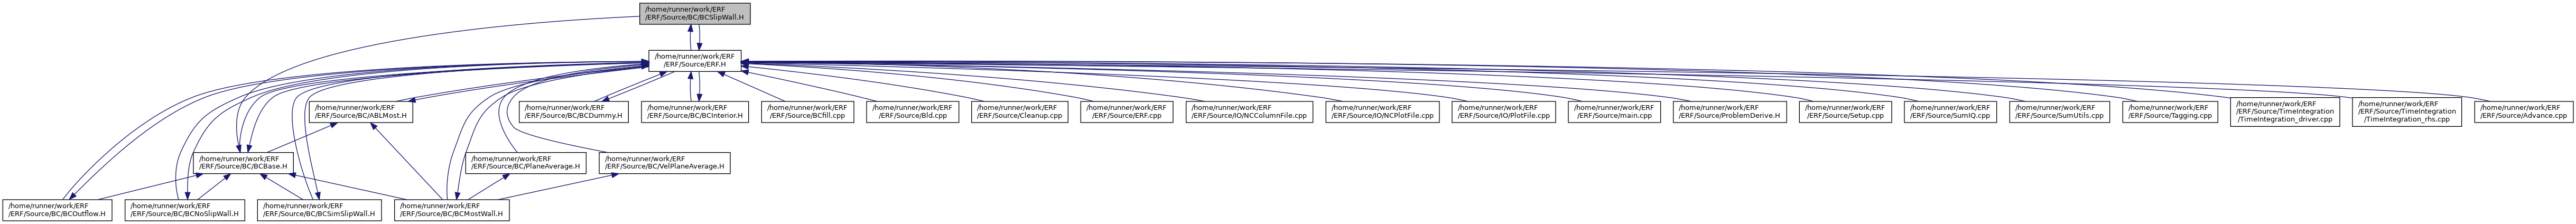 /home/runner/work/ERF
/ERF/Source/BC/BCSlipWall.H
/home/runner/work/ERF
/ERF/Source/ERF.H
/home/runner/work/ERF
/ERF/Source/BC/ABLMost.H
/home/runner/work/ERF
/ERF/Source/BC/BCDummy.H
/home/runner/work/ERF
/ERF/Source/BC/BCInterior.H
/home/runner/work/ERF
/ERF/Source/BCfill.cpp
/home/runner/work/ERF
/ERF/Source/Bld.cpp
/home/runner/work/ERF
/ERF/Source/Cleanup.cpp
/home/runner/work/ERF
/ERF/Source/ERF.cpp
/home/runner/work/ERF
/ERF/Source/IO/NCColumnFile.cpp
/home/runner/work/ERF
/ERF/Source/IO/NCPlotFile.cpp
/home/runner/work/ERF
/ERF/Source/IO/PlotFile.cpp
/home/runner/work/ERF
/ERF/Source/main.cpp
/home/runner/work/ERF
/ERF/Source/ProblemDerive.H
/home/runner/work/ERF
/ERF/Source/Setup.cpp
/home/runner/work/ERF
/ERF/Source/SumIQ.cpp
/home/runner/work/ERF
/ERF/Source/SumUtils.cpp
/home/runner/work/ERF
/ERF/Source/Tagging.cpp
/home/runner/work/ERF
/ERF/Source/TimeIntegration
/TimeIntegration_driver.cpp
/home/runner/work/ERF
/ERF/Source/TimeIntegration
/TimeIntegration_rhs.cpp
/home/runner/work/ERF
/ERF/Source/Advance.cpp
/home/runner/work/ERF
/ERF/Source/BC/BCBase.H
/home/runner/work/ERF
/ERF/Source/BC/PlaneAverage.H
/home/runner/work/ERF
/ERF/Source/BC/VelPlaneAverage.H
/home/runner/work/ERF
/ERF/Source/BC/BCOutflow.H
/home/runner/work/ERF
/ERF/Source/BC/BCNoSlipWall.H
/home/runner/work/ERF
/ERF/Source/BC/BCSimSlipWall.H
/home/runner/work/ERF
/ERF/Source/BC/BCMostWall.H